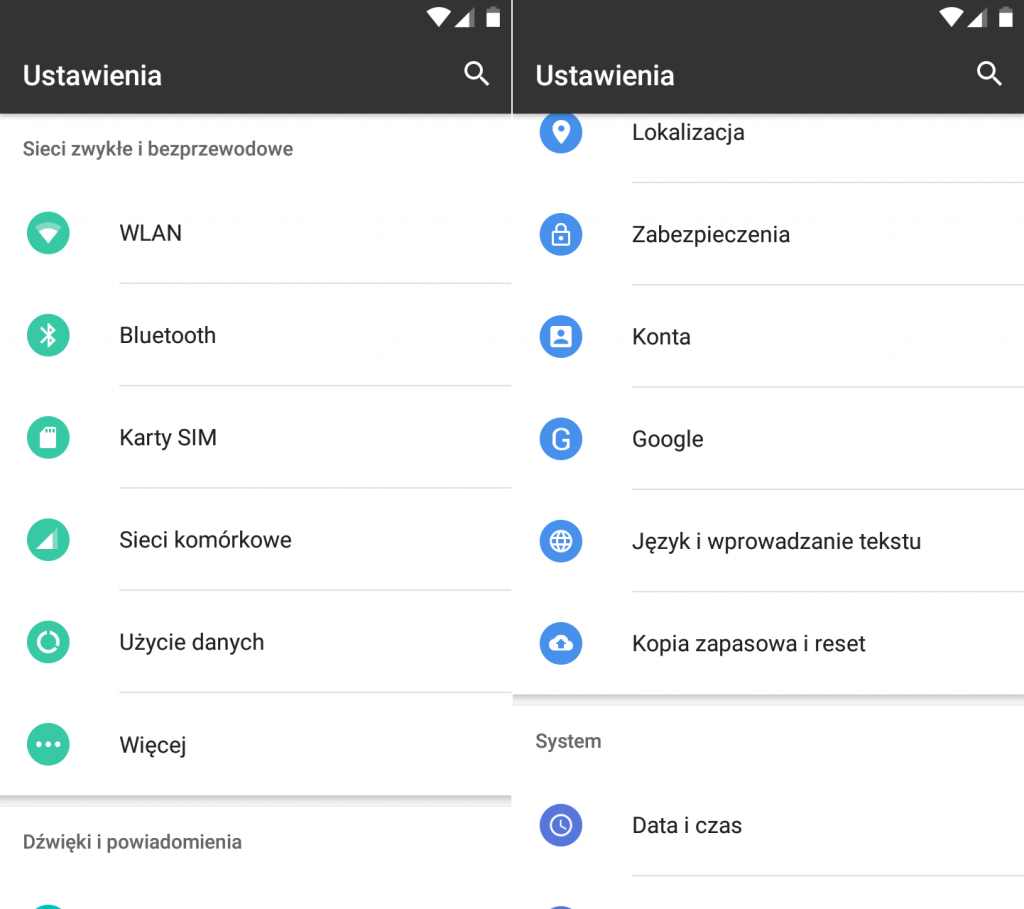 Ustawienia
Sieci zwykłe i bezprzewodowe
WLAN
Bluetooth
Karty SIM
Sieci komórkowe
Użycie danych
Więcej
Dźwięki i powiadomienia
Ustawienia
Lokalizacja
Zabezpieczenia
Konta
G
Google
Język i wprowadzanie tekstu
Kopia zapasowa i reset
System
Data i czas